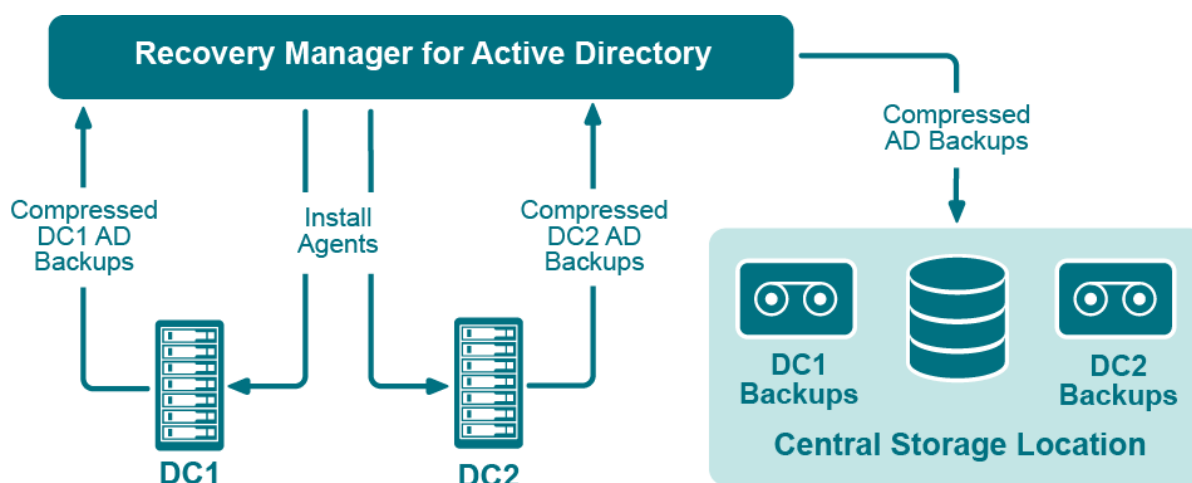 Recovery Manager for Active Directory
Compressed
AD Backups
Compressed
DC1 AD
Backups
Install
Agents
Compressed
DC2 AD
Backups
DC1
Backups
DC2
Backups
Central Storage Location
DC1
DC2